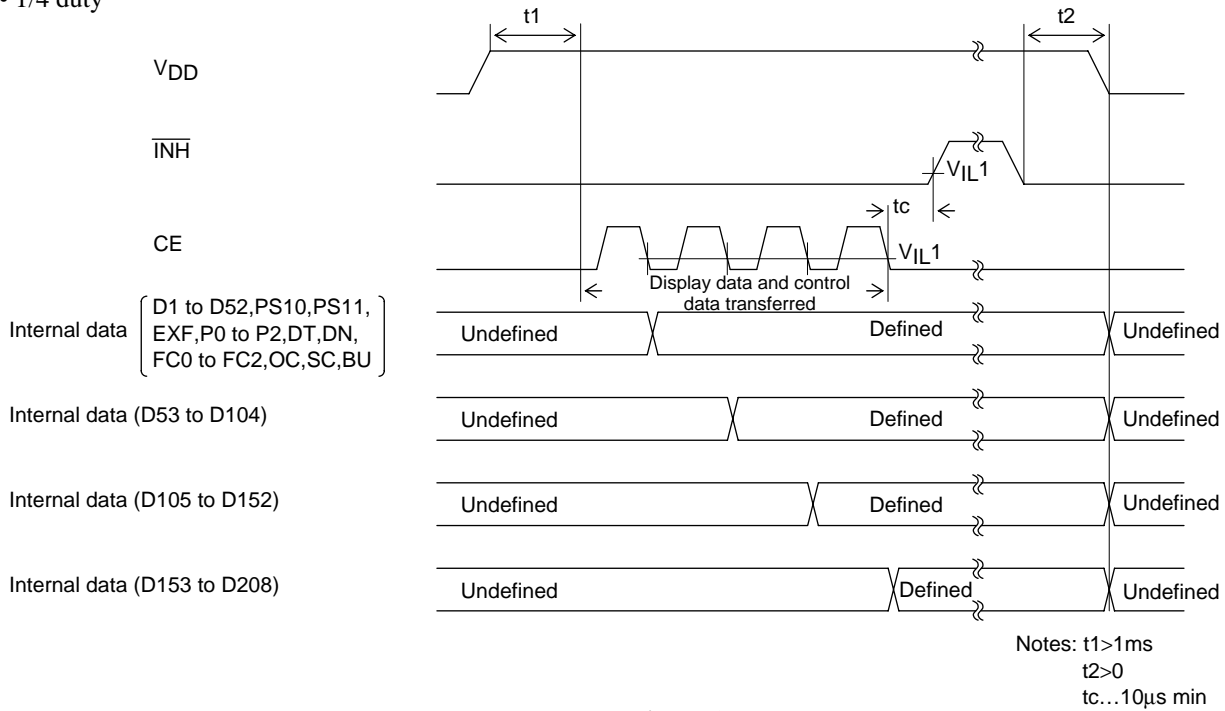 • 1/4 duty
t1
t2
VDD
INH
VIL1
tc
CE
VIL1
Display data and control
data transferred
Internal data
D1 to D52,PS10,PS11,
EXF,P0 to P2,DT,DN,
FC0 to FC2,OC,SC,BU
Undefined
Defined
Undefined
Internal data (D53 to D104)
Undefined
Defined
Undefined
Internal data (D105 to D152)
Undefined
Defined
Undefined
Internal data (D153 to D208)
Undefined
Defined
Undefined
Notes: t1>1ms
t2>0
tc…10μs min